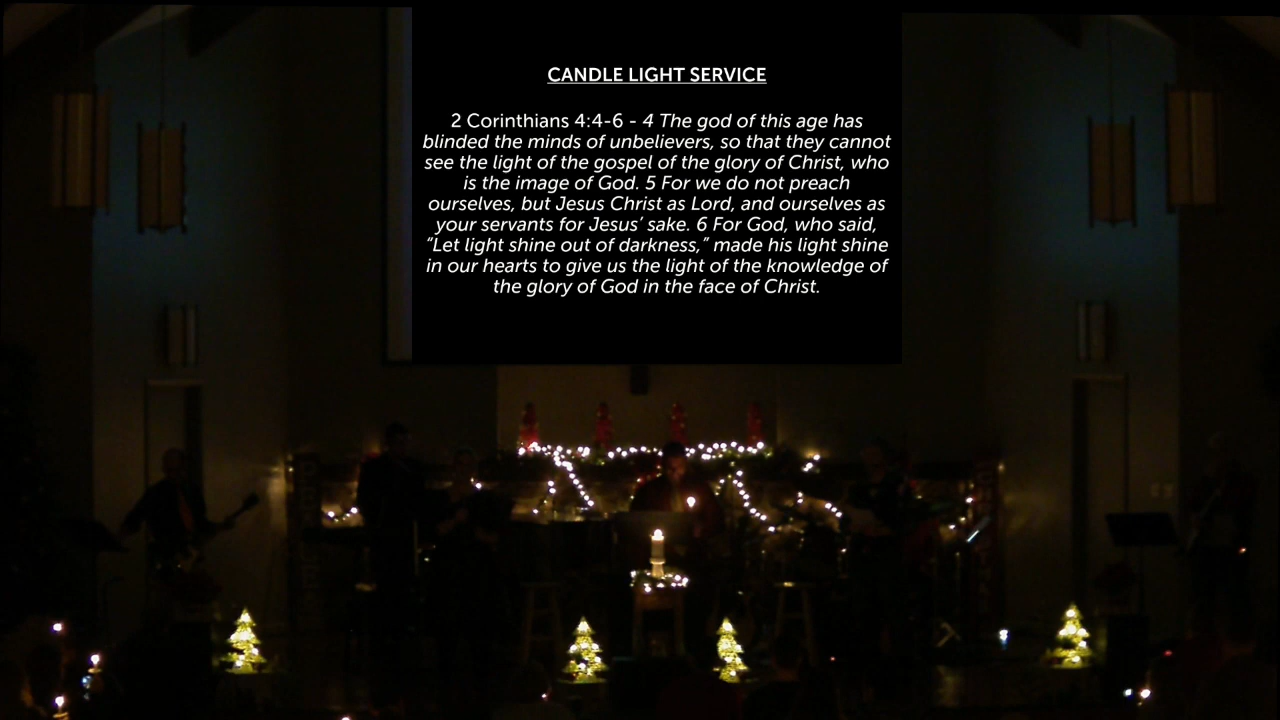 CANDLE LIGHT SERVICE
2 Corinthians 4:4-6 - 4 The god of this age has
blinded the minds of unbelievers, so that they cannot
see the light of the gospel of the glory of Christ, who
is the image of God. 5 For we do not preach
ourselves, but Jesus Christ as Lord, and ourselves as
your servants for Jesus’ sake. 6 For God, who said,
“Let light shine out of darkness,” made his light shine
in our hearts to give us the light of the knowledge of
the glory of God in the face of Christ.